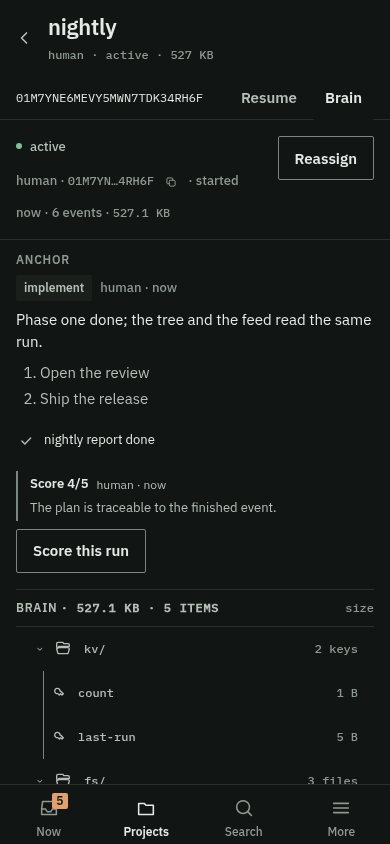 nightly
human · active · 527 KB
01M7YNE6MEVY5MWN7TDK34RH6F Resume Brain
active
Reassign
human · 01M7YN…4RH6F · started
now · 6 events · 527.1 KB
ANCHOR
implement human · now
Phase one done; the tree and the feed read the same
run.
1. Open the review
2. Ship the release
nightly report done
Score 4/5 human · now
The plan is traceable to the finished event.
Score this run
BRAIN · 527.1 KB · 5 ITEMS size
kv/ 2 keys
count 1 B
last-run 5 B
fs/ 3 files
5
Now Projects Search More